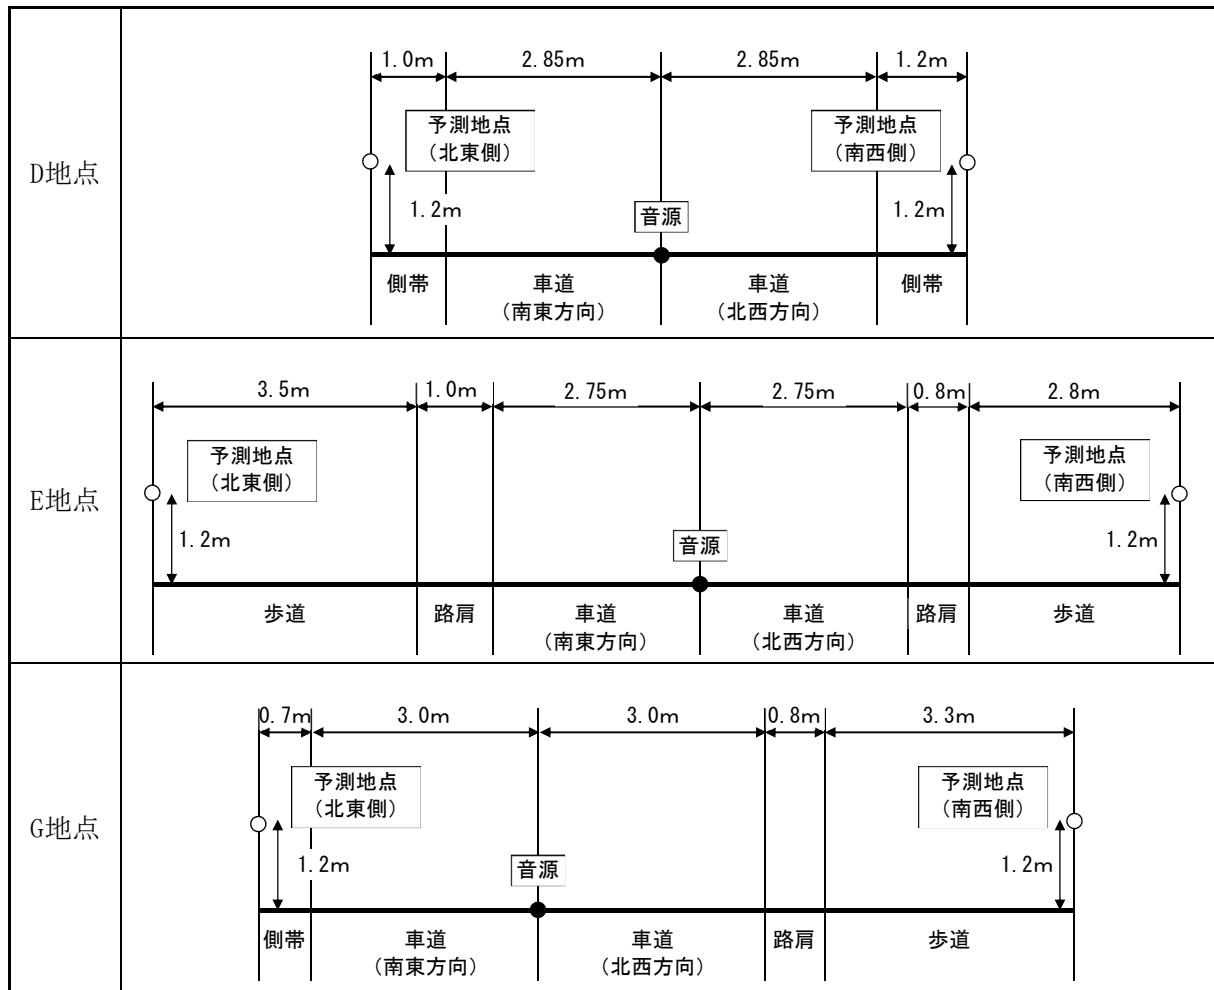 D地点
1.0m 2.85m 2.85m 1.2m
予測地点
(北東側)
予測地点
(南西側)
1.2m
音源
1.2m
側帯 車道 車道 側帯
(南東方向) (北西方向)
E地点
3.5m 1.0m 2.75m 2.75m 0.8m 2.8m
予測地点
(北東側)
予測地点
(南西側)
1.2m
音源
1.2m
歩道 路肩 車道 車道 路肩 歩道
(南東方向) (北西方向)
G地点
0.7m 3.0m 3.0m 0.8m 3.3m
予測地点
(北東側)
予測地点
(南西側)
1.2m
音源
1.2m
側帯 車道 車道 路肩 歩道
(南東方向) (北西方向)